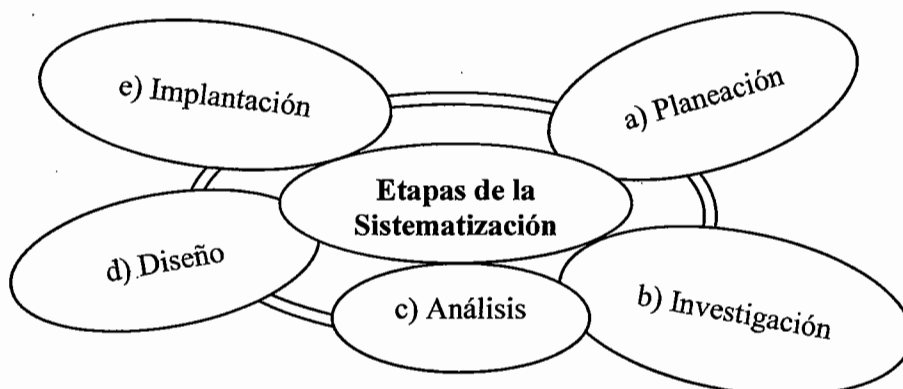 e) Implantación
a) Planeación
Etapas de la
Sistematización
d) Diseño
c) Análisis
b) Investigación